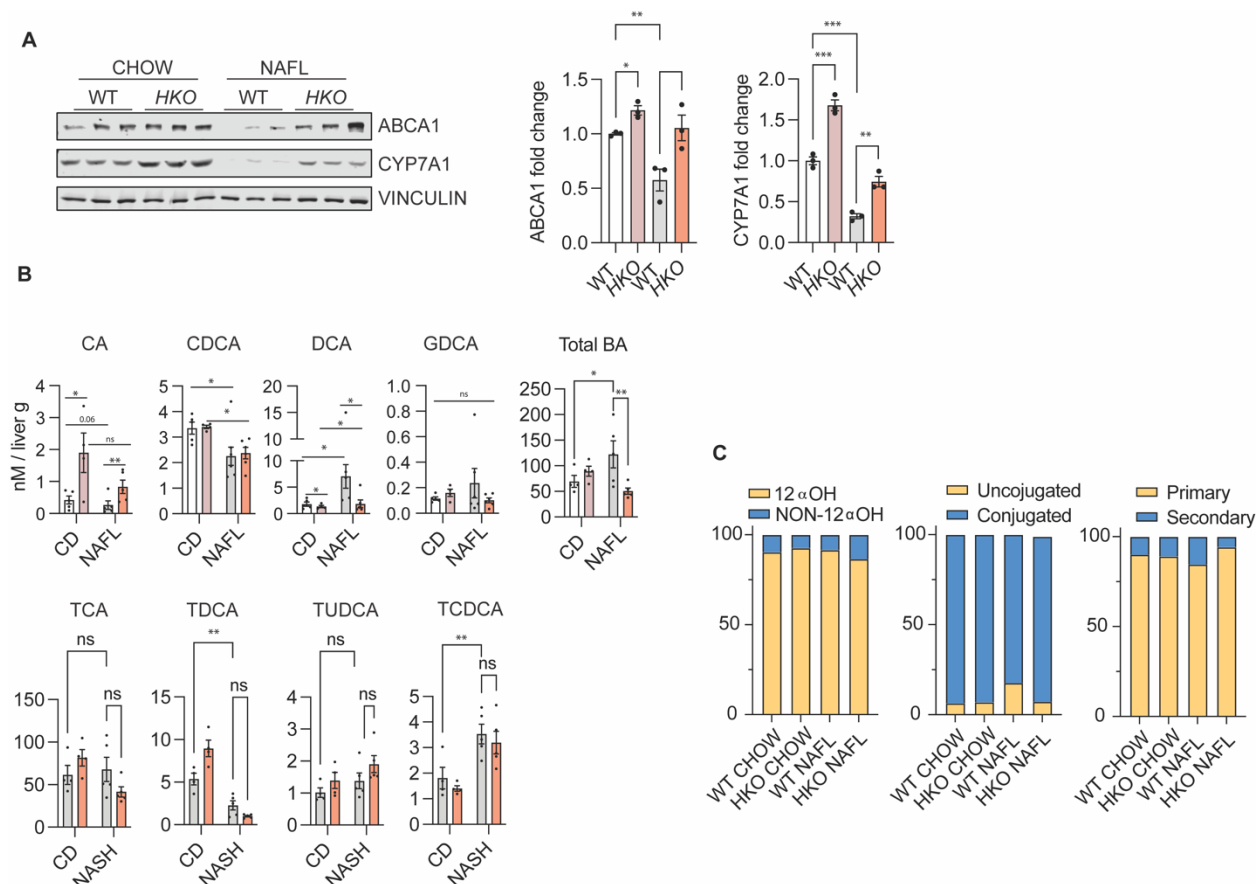 A
CHOW NAFL
WT HKO WT HKO
ABCA1
CYP7A1
VINCULIN
ABCA1 fold change
1.5
1.0
0.5
0.0
** *
WT HKO WT HKO
CYP7A1 fold change
2.0
1.5
1.0
0.5
0.0
*** *** **
WT HKO WT HKO
B
nM / liver g
CA
4
3
2
1
0
* 0.06 ns **
CD NAFL
CDCA
5
4
3
2
1
0
* *
CD NAFL
DCA
20
15
10
10
5
0
* * * *
CD NAFL
GDCA
1.0
0.8
0.6
0.4
0.2
0.0
ns
CD NAFL
Total BA
250
200
150
100
50
0
* **
CD NAFL
TCA
150
100
75
50
25
0
ns ns
CD NASH
TDCA
15
10
5
0
** ns
CD NASH
TUDCA
4
3
2
1
0
ns ns
CD NASH
TCDCA
5
4
3
2
1
0
** ns
CD NASH
C
12 αOH
NON-12 αOH
100
50
0
WT CHOW
HKO CHOW
WT NAFL
HKO NAFL
Uncojugated
Conjugated
100
50
0
WT CHOW
HKO CHOW
WT NAFL
HKO NAFL
Primary
Secondary
100
50
0
WT CHOW
HKO CHOW
WT NAFL
HKO NAFL